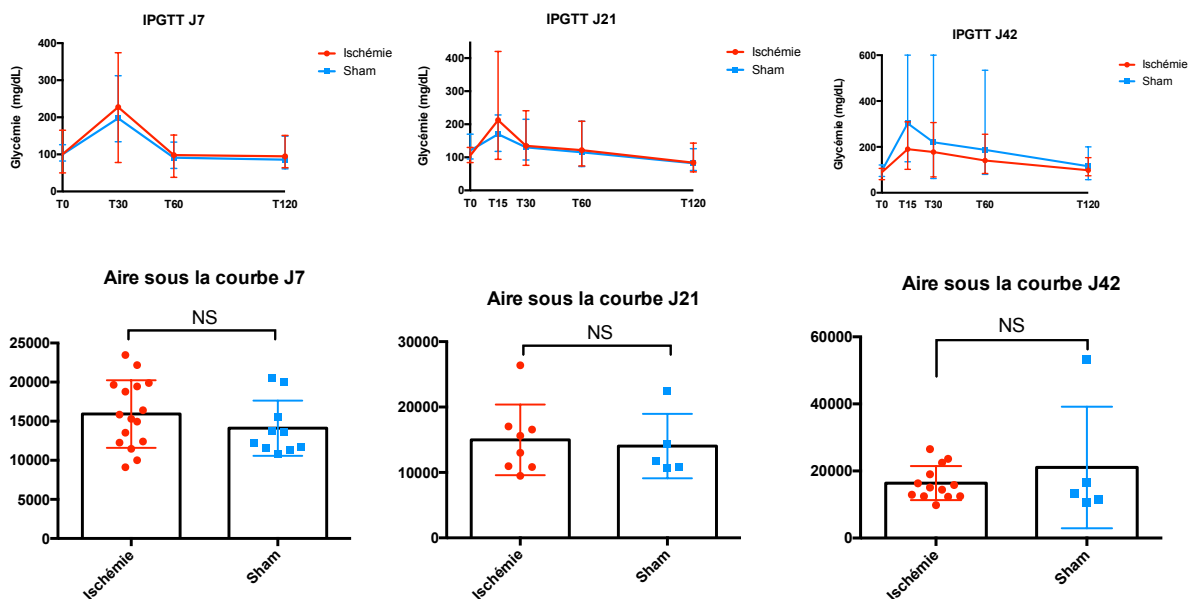 IPGTT J7
Glycémie (mg/dL)
400
300
200
100
0
T0
T30
T60
T120
Ischémie
Sham
IPGTT J21
Glycémie (mg/dL)
400
300
200
100
0
T0
T15
T30
T60
T120
Ischémie
Sham
IPGTT J42
Glycémie (mg/dL)
600
400
200
0
T0
T15
T30
T60
T120
Ischémie
Sham
Aire sous la courbe J7
NS
25000
20000
15000
10000
5000
0
Ischémie
Sham
Aire sous la courbe J21
NS
30000
20000
10000
0
Ischémie
Sham
Aire sous la courbe J42
NS
60000
40000
20000
0
Ischémie
Sham